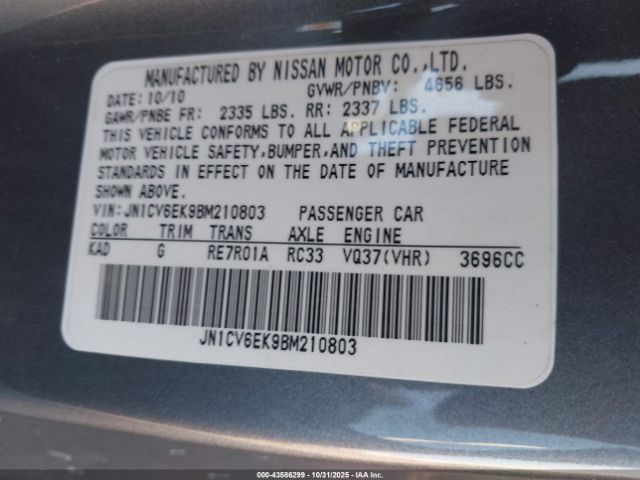 MANUFACTURED BY NISSAN MOTOR CO.,LTD.
DATE: 10/10 GVWR/PNBV: 4656 LBS.
GAWR/PNBE FR: 2335 LBS. RR: 2337 LBS.
THIS VEHICLE CONFORMS TO ALL APPLICABLE FEDERAL
MOTOR VEHICLE SAFETY,BUMPER,AND THEFT PREVENTION
STANDARDS IN EFFECT ON THE DATE OF MANUFACTURE
SHOWN ABOVE.
VIN: JN1CV6EK9BM210803 PASSENGER CAR
COLOR TRIM TRANS AXLE ENGINE
KAD G RE7R01A RC33 VQ37(VHR) 3696CC
JN1CV6EK9BM210803
000-43586299 - 10/31/2025 - IAAI.COM